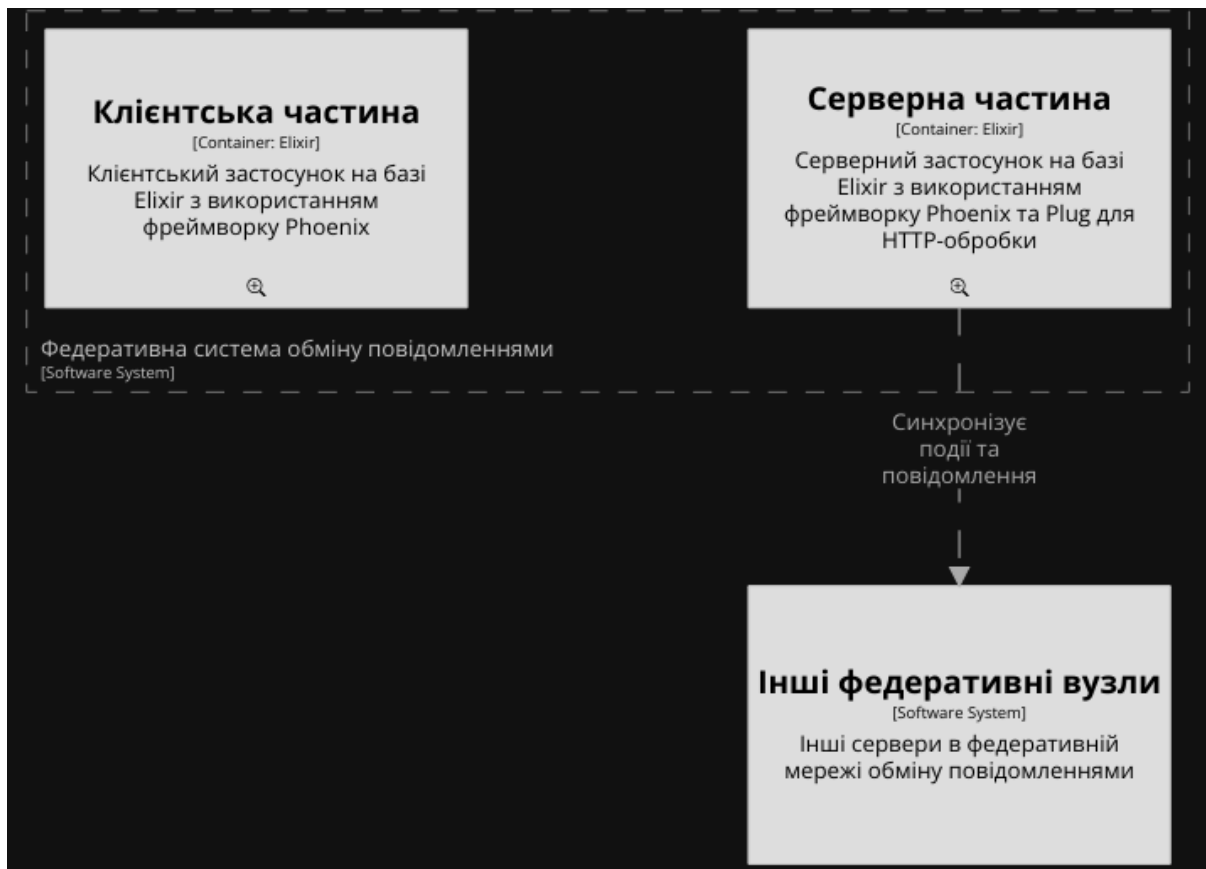 Клієнтська частина
[Container: Elixir]
Клієнтський застосунок на базі
Elixir з використанням
фреймворку Phoenix
Серверна частина
[Container: Elixir]
Серверний застосунок на базі
Elixir з використанням
фреймворку Phoenix та Plug для
HTTP-обробки
Федеративна система обміну повідомленнями
[Software System]
Синхронізує
події та
повідомлення
Інші федеративні вузли
[Software System]
Інші сервери в федеративній
мережі обміну повідомленнями